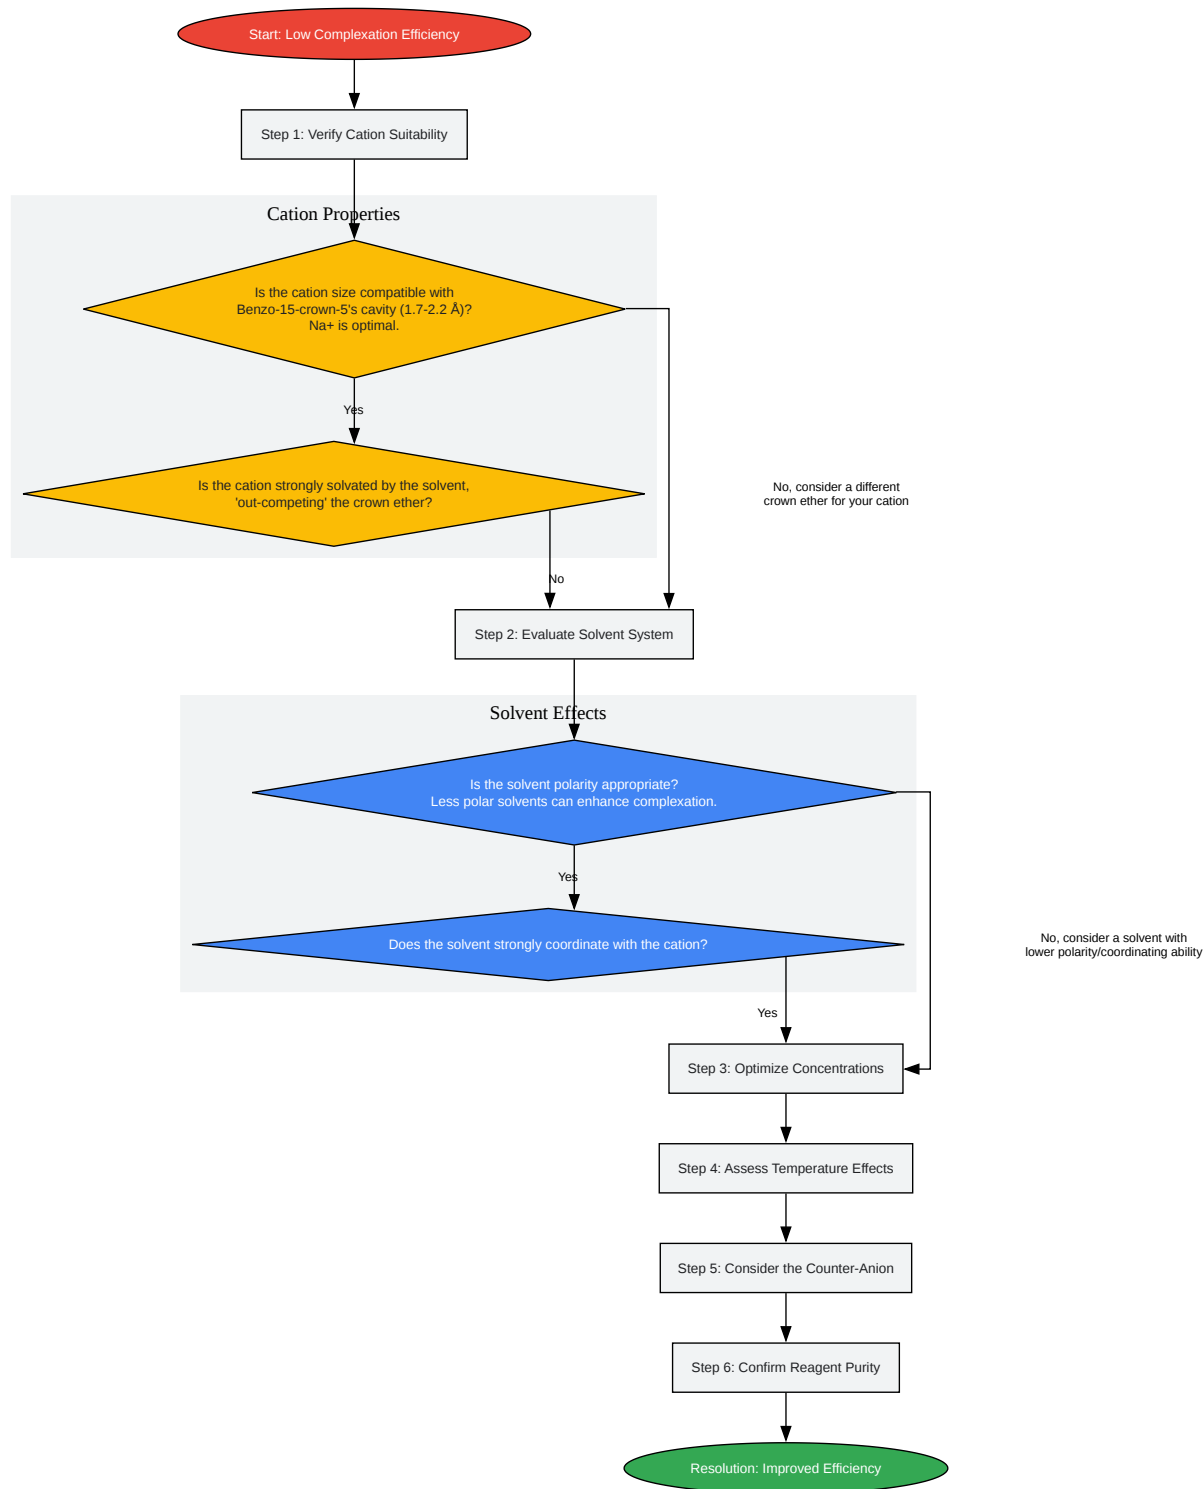 Start: Low Complexation Efficiency
Step 1: Verify Cation Suitability
Cation Properties
Is the cation size compatible with
Benzo-15-crown-5's cavity (1.7-2.2 Å)?
Na+ is optimal.
Yes
Is the cation strongly solvated by the solvent,
'out-competing' the crown ether?
No, consider a different
crown ether for your cation
No
Step 2: Evaluate Solvent System
Solvent Effects
Is the solvent polarity appropriate?
Less polar solvents can enhance complexation.
Yes
Does the solvent strongly coordinate with the cation?
No, consider a solvent with
lower polarity/coordinating ability
Yes
Step 3: Optimize Concentrations
Step 4: Assess Temperature Effects
Step 5: Consider the Counter-Anion
Step 6: Confirm Reagent Purity
Resolution: Improved Efficiency